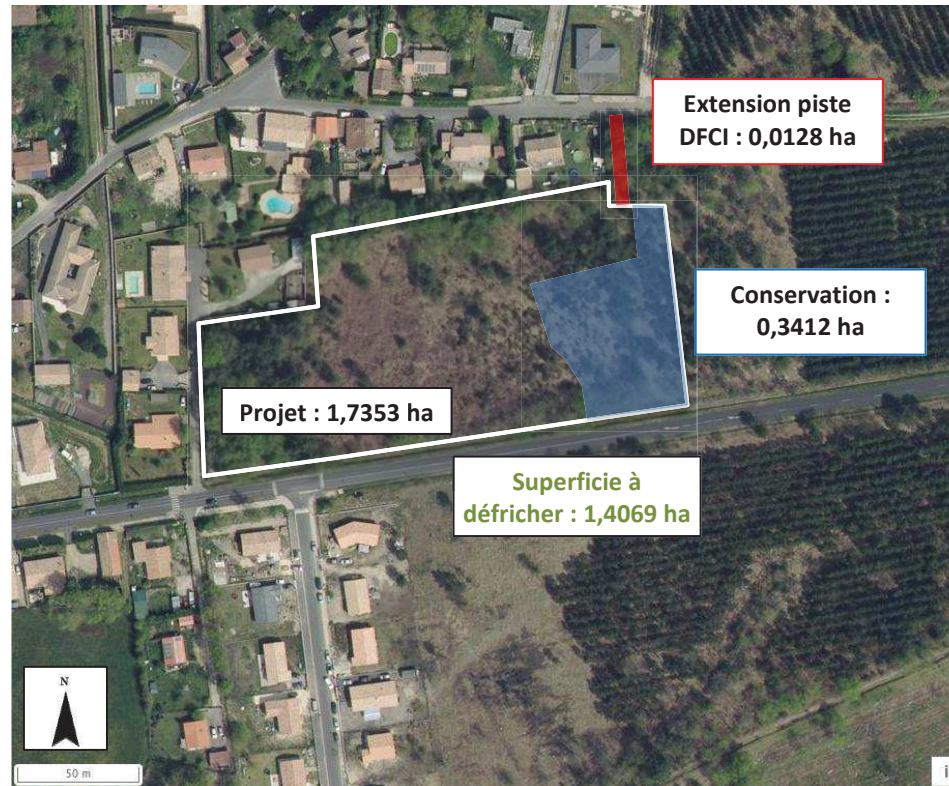 Extension piste
DFCI : 0,0128 ha
Conservation :
0,3412 ha
Projet : 1,7353 ha
Superficie à
défricher : 1,4069 ha
N
50 m
i